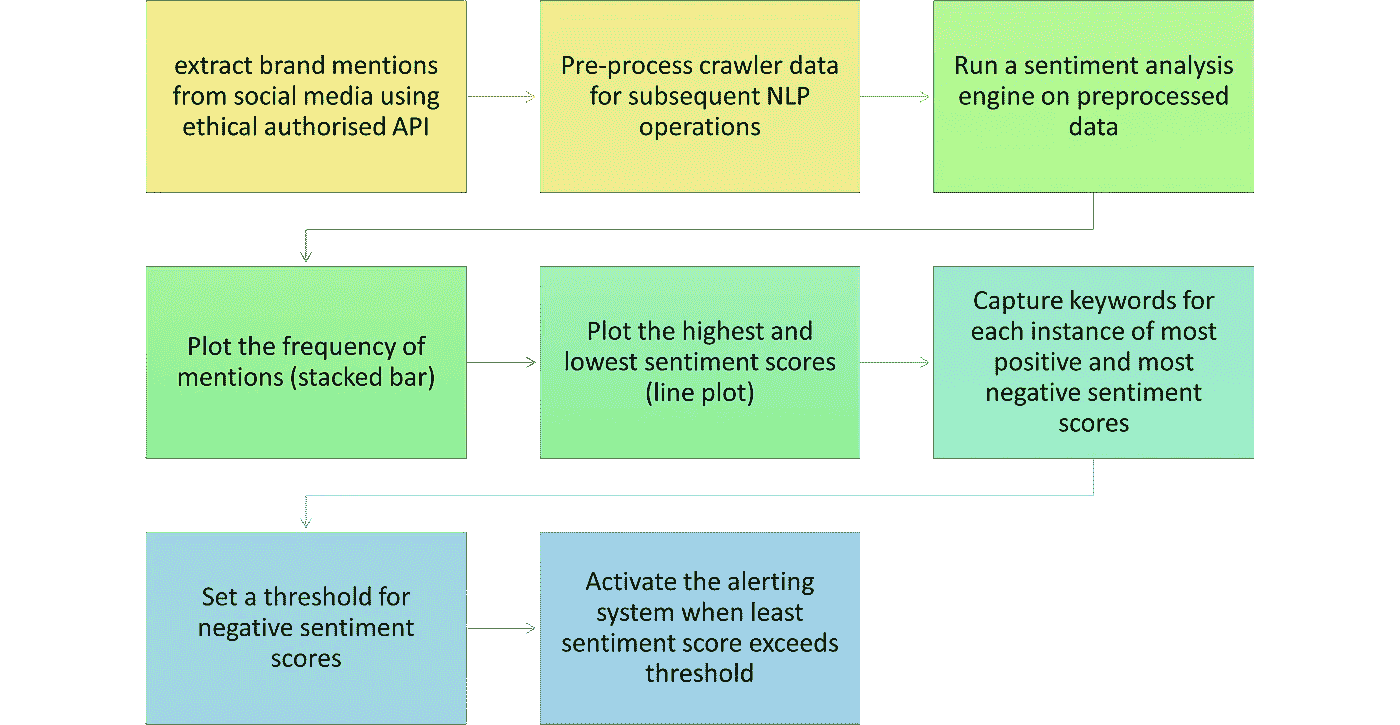 extract brand mentions
from social media using
ethical authorised API
Pre-process crawler data
for subsequent NLP
operations
Run a sentiment analysis
engine on preprocessed
data
Plot the frequency of
mentions (stacked bar)
Plot the highest and
lowest sentiment scores
(line plot)
Capture keywords for
each instance of most
positive and most
negative sentiment
scores
Set a threshold for
negative sentiment
scores
Activate the alerting
system when least
sentiment score exceeds
threshold